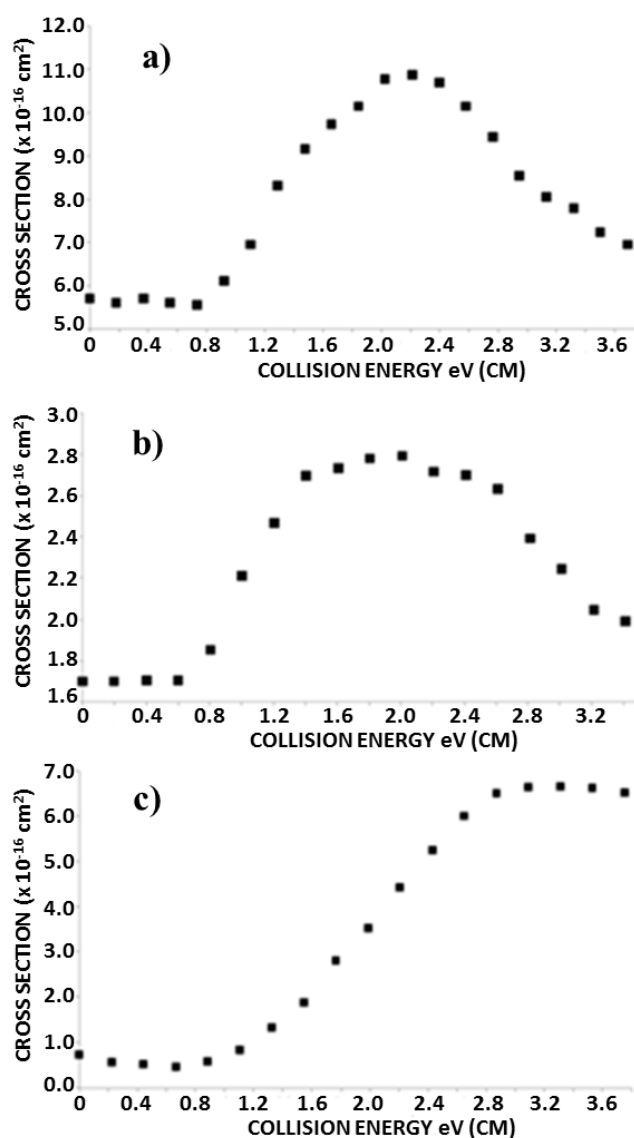 a)
CROSS SECTION (x 10⁻¹⁶ cm²)
12.0
11.0
10.0
9.0
8.0
7.0
6.0
5.0
0 0.4 0.8 1.2 1.6 2.0 2.4 2.8 3.2 3.6
COLLISION ENERGY eV (CM)
b)
CROSS SECTION (x 10⁻¹⁶ cm²)
3.0
2.8
2.6
2.4
2.2
2.0
1.8
1.6
0 0.4 0.8 1.2 1.6 2.0 2.4 2.8 3.2
COLLISION ENERGY eV (CM)
c)
CROSS SECTION (x 10⁻¹⁶ cm²)
7.0
6.0
5.0
4.0
3.0
2.0
1.0
0.0
0 0.4 0.8 1.2 1.6 2.0 2.4 2.8 3.2 3.6
COLLISION ENERGY eV (CM)